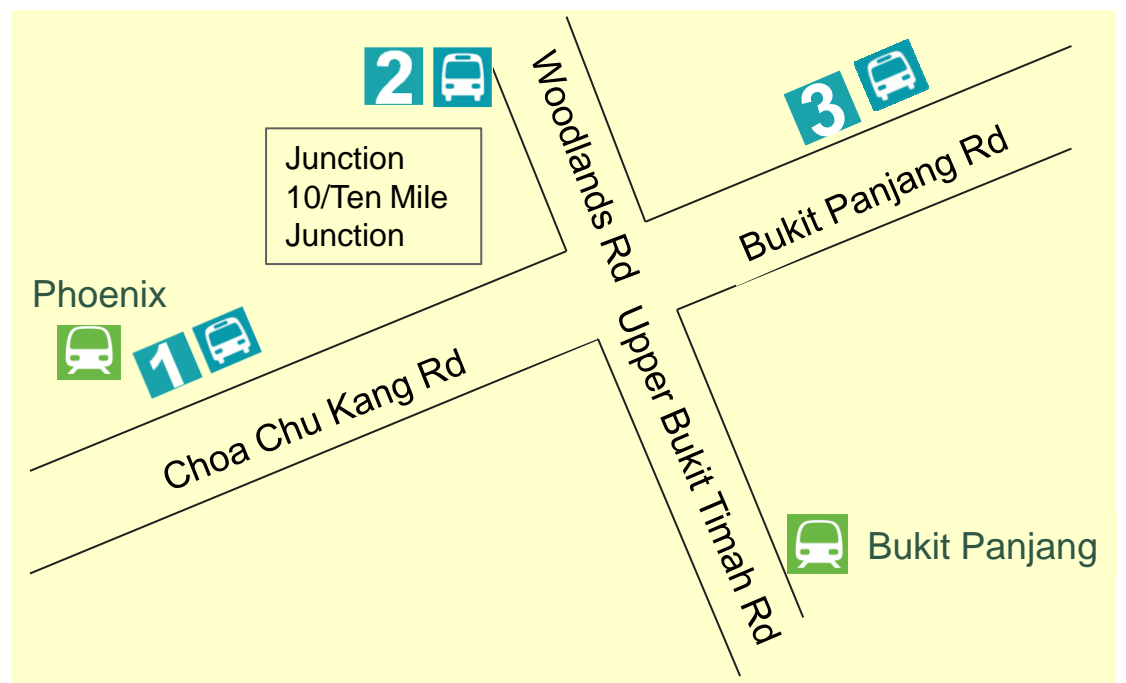 2
Woodlands Rd
3
Junction
10/Ten Mile
Junction
Bukit Panjang Rd
Phoenix
1
Choa Chu Kang Rd
Upper Bukit Timah Rd
Bukit Panjang